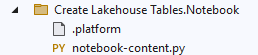 Create Lakehouse Tables.Notebook
.platform
PY notebook-content.py